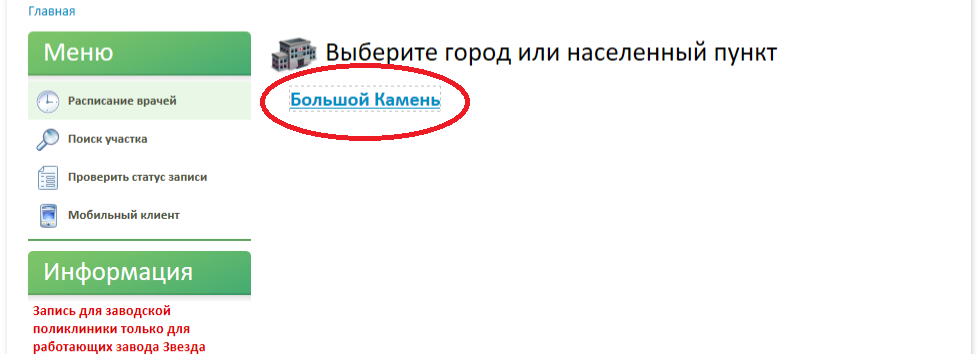 Главная
Меню
Расписание врачей
Поиск участка
Проверить статус записи
Мобильный клиент
Информация
Запись для заводской
поликлиники только для
работающих завода Звезда
Выберите город или населенный пункт
Большой Камень